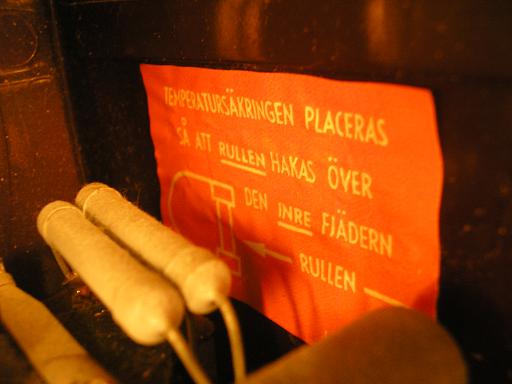 TEMPERATURSÄKRINGEN PLACERAS
SÅ ATT RULLEN HAKAS ÖVER
DEN INRE FJÄDERN
RULLEN